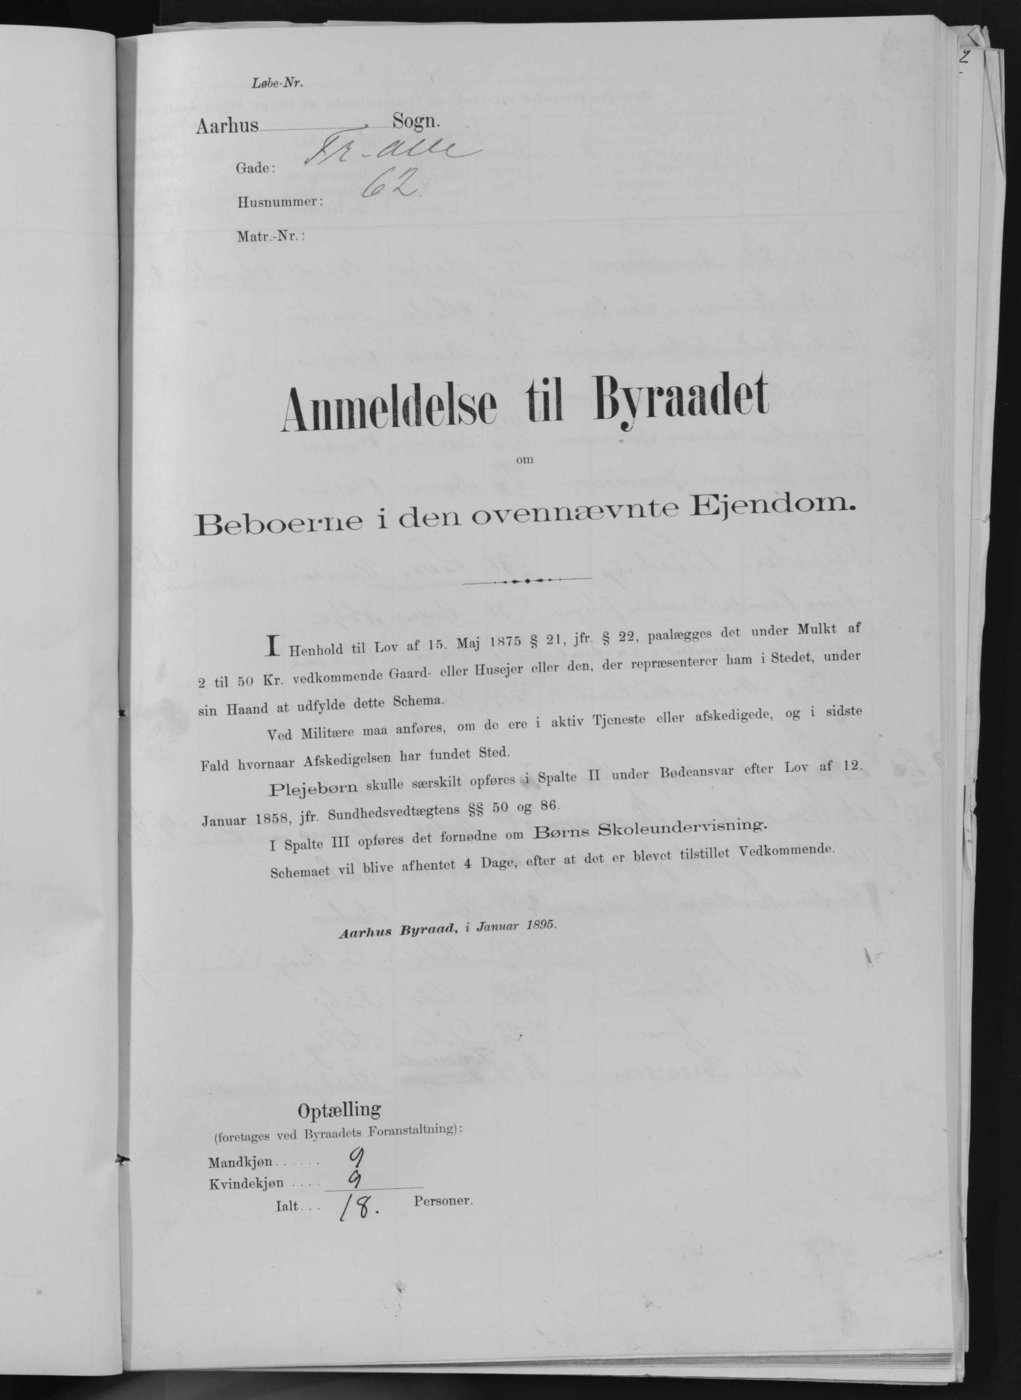 2
Løbe-Nr.
Aarhus Sogn.
Gade: Fr-alle
Husnummer: 62.
Matr.-Nr.:
Anmeldelse til Byraadet
om
Beboerne i den ovennævnte Ejendom.
I Henhold til Lov af 15. Maj 1875 § 21, jfr. § 22, paalægges det under Mulkt af
2 til 50 Kr. vedkommende Gaard- eller Husejer eller den, der repræsenterer ham i Stedet, under
sin Haand at udfylde dette Schema.
Ved Militære maa anføres, om de ere i aktiv Tjeneste eller afskedigede, og i sidste
Fald hvornaar Afskedigelsen har fundet Sted.
Plejebørn skulle særskilt opføres i Spalte II under Bødeansvar efter Lov af 12.
Januar 1858, jfr. Sundhedsvedtægtens §§ 50 og 86.
I Spalte III opføres det fornødne om Børns Skoleundervisning.
Schemaet vil blive afhentet 4 Dage, efter at det er blevet tilstillet Vedkommende.
Aarhus Byraad, i Januar 1895.
Optælling
(foretages ved Byraadets Foranstaltning):
Mandkjøn...... 9
Kvindekjøn .... 9
Ialt... 18. Personer.